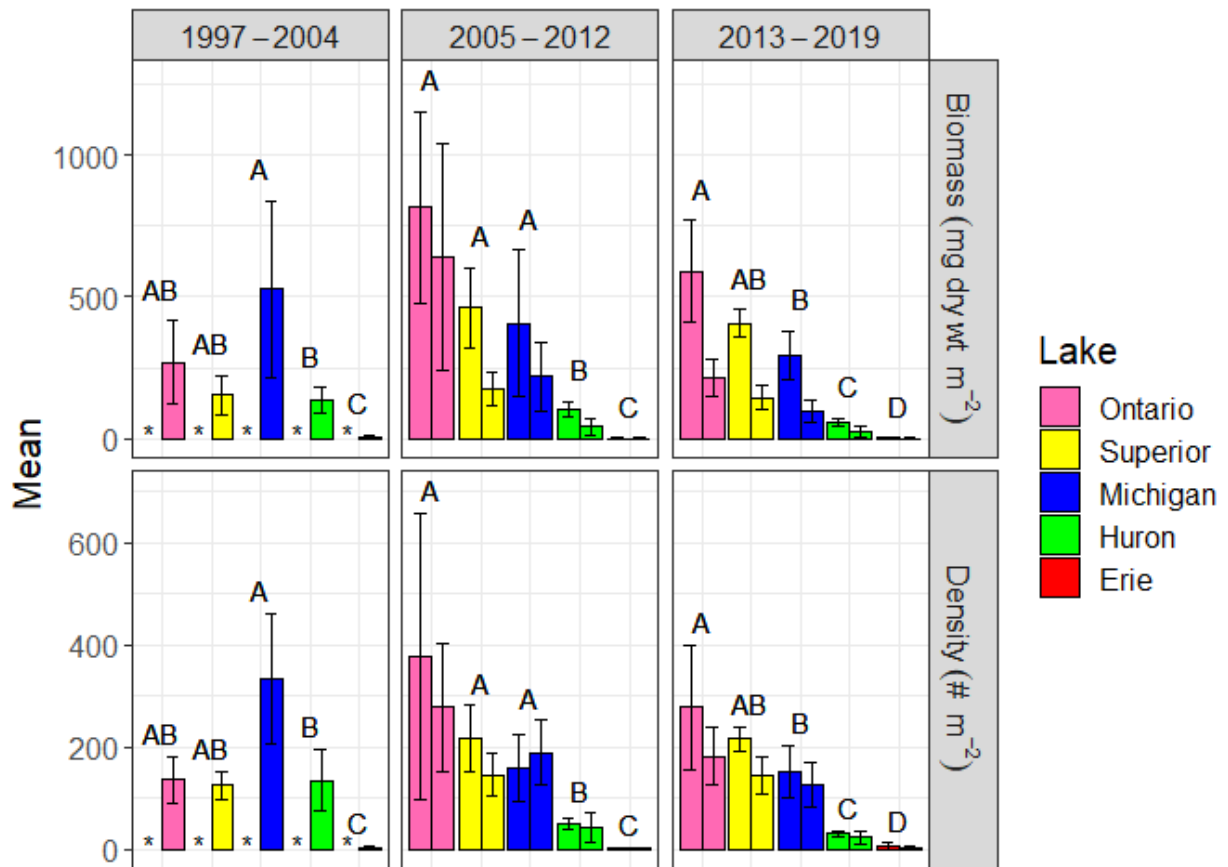 1997 – 2004
2005 – 2012
2013 – 2019
Mean
Biomass (mg dry wt m⁻²)
1000
500
0
AB
AB
A
B
C
* * * * *
A
A
A
B
C
A
AB
B
C
D
Density (# m⁻²)
600
400
200
0
AB
AB
A
B
C
* * * * *
A
A
A
B
C
A
AB
B
C
D
Lake
Ontario
Superior
Michigan
Huron
Erie